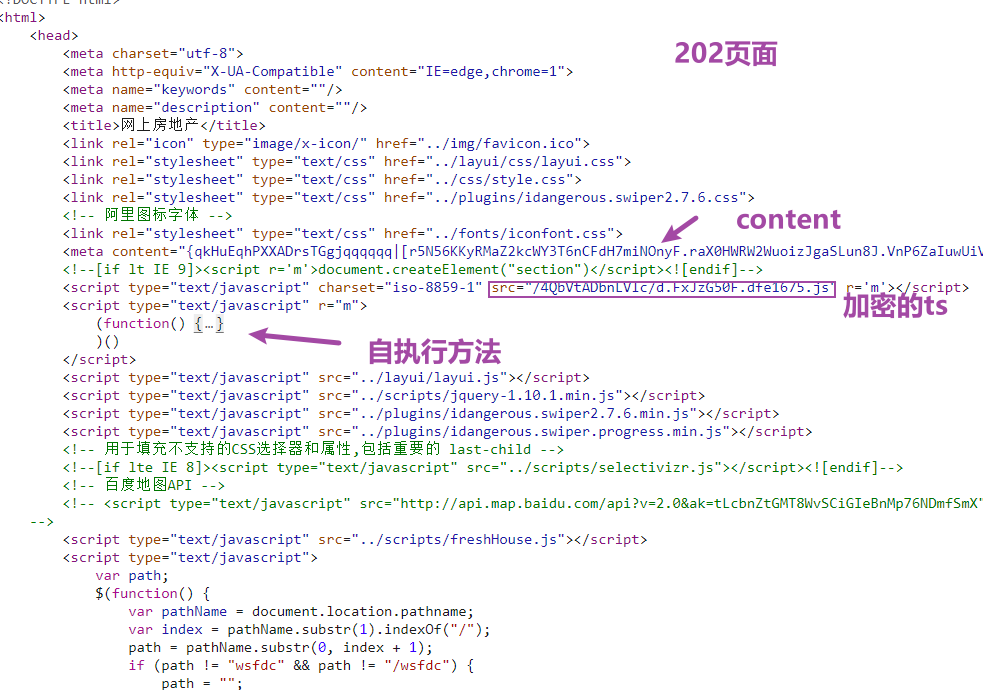 <!DOCTYPE html>
<html>
<head>
<meta charset="utf-8">
202页面
<meta http-equiv="X-UA-Compatible" content="IE=edge,chrome=1">
<meta name="keywords" content=""/>
<meta name="description" content=""/>
<title>网上房地产</title>
<link rel="icon" type="image/x-icon/" href="../img/favicon.ico">
<link rel="stylesheet" type="text/css" href="../layui/css/layui.css">
<link rel="stylesheet" type="text/css" href="../css/style.css">
<link rel="stylesheet" type="text/css" href="../plugins/idangerous.swiper2.7.6.css">
<!-- 阿里图标字体 -->
content
<link rel="stylesheet" type="text/css" href="../fonts/iconfont.css">
<meta content="{qkHuEqhPXXADrsTGgjqqqqqq|[r5N56KKyRMaZ2kcWY3T6nCFdH7miNOnyF.raX0HWRW2WuoizJgaSLun8J.VnP6ZaIuwUiV
<!--[if lt IE 9]><script r='m'>document.createElement("section")</script><![endif]-->
<script type="text/javascript" charset="iso-8859-1" src="/4QbVtADbnLVIc/d.FxJzG50F.dfe1675.js" r='m'></script>
加密的ts
<script type="text/javascript" r="m">
(function() {…}
)()
自执行方法
</script>
<script type="text/javascript" src="../layui/layui.js"></script>
<script type="text/javascript" src="../scripts/jquery-1.10.1.min.js"></script>
<script type="text/javascript" src="../plugins/idangerous.swiper2.7.6.min.js"></script>
<script type="text/javascript" src="../plugins/idangerous.swiper.progress.min.js"></script>
<!-- 用于填充不支持的CSS选择器和属性,包括重要的 last-child -->
<!--[if lte IE 8]><script type="text/javascript" src="../scripts/selectivizr.js"></script><![endif]-->
<!-- 百度地图API -->
<!-- <script type="text/javascript" src="http://api.map.baidu.com/api?v=2.0&ak=tLcbnZtGMT8WvSCiGIeBnMp76NDmfSmX"
-->
<script type="text/javascript" src="../scripts/freshHouse.js"></script>
<script type="text/javascript">
var path;
$(function() {
var pathName = document.location.pathname;
var index = pathName.substr(1).indexOf("/");
path = pathName.substr(0, index + 1);
if (path != "wsfdc" && path != "/wsfdc") {
path = "";